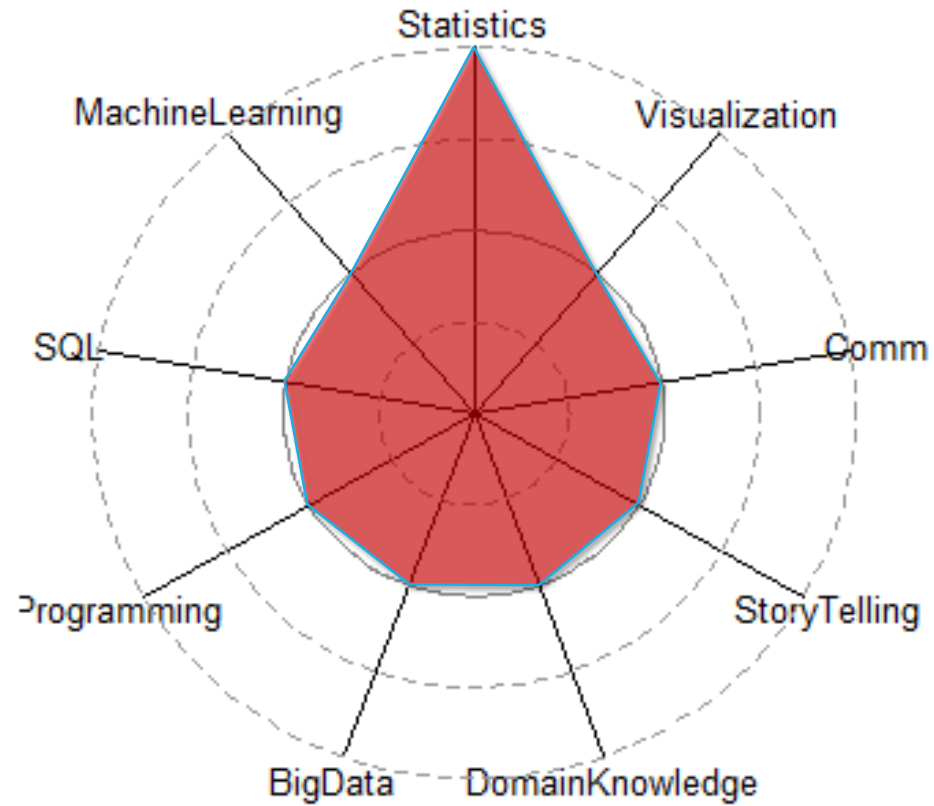 Statistics
MachineLearning
Visualization
SQL
Comm
Programming
StoryTelling
BigData
DomainKnowledge